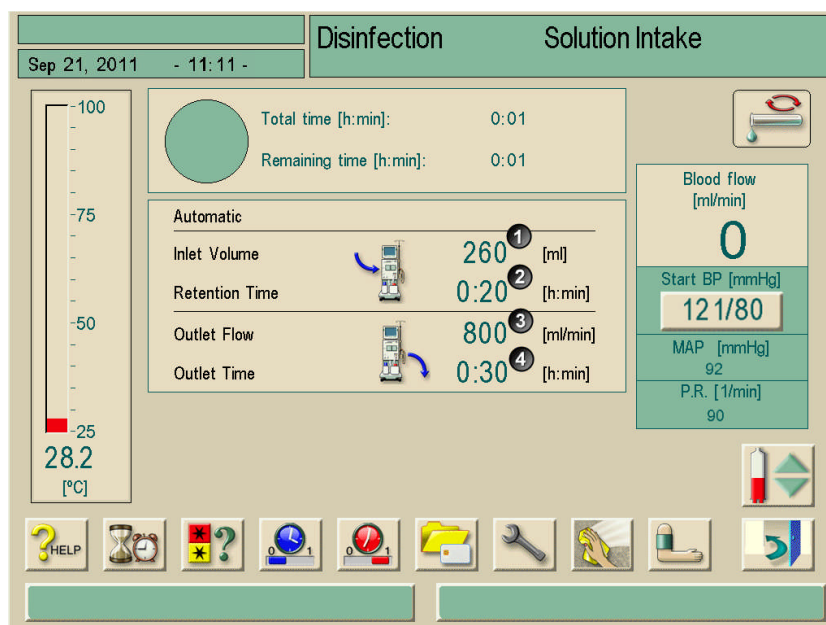 Disinfection Solution Intake
Sep 21, 2011 - 11:11 -
100
75
50
25
28.2
[ºC]
Total time [h:min]: 0:01
Remaining time [h:min]: 0:01
Automatic
Inlet Volume 260 1 [ml]
Retention Time 0:20 2 [h:min]
Outlet Flow 800 3 [ml/min]
Outlet Time 0:30 4 [h:min]
Blood flow
[ml/min]
0
Start BP [mmHg]
121/80
MAP [mmHg]
92
P.R. [1/min]
90
?HELP
?
0 1
0 1